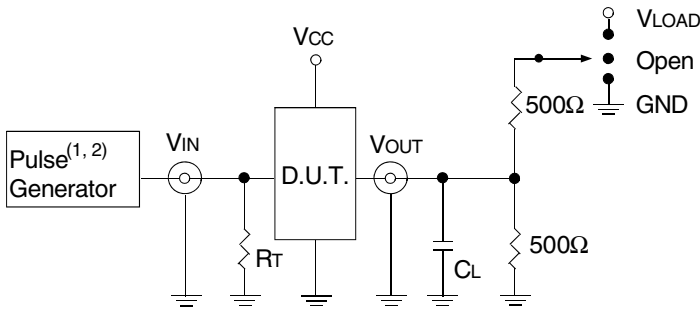 VLOAD
VCC
Open
500Ω
GND
Pulse(1, 2)
Generator
VIN
VOUT
D.U.T.
RT
CL
500Ω